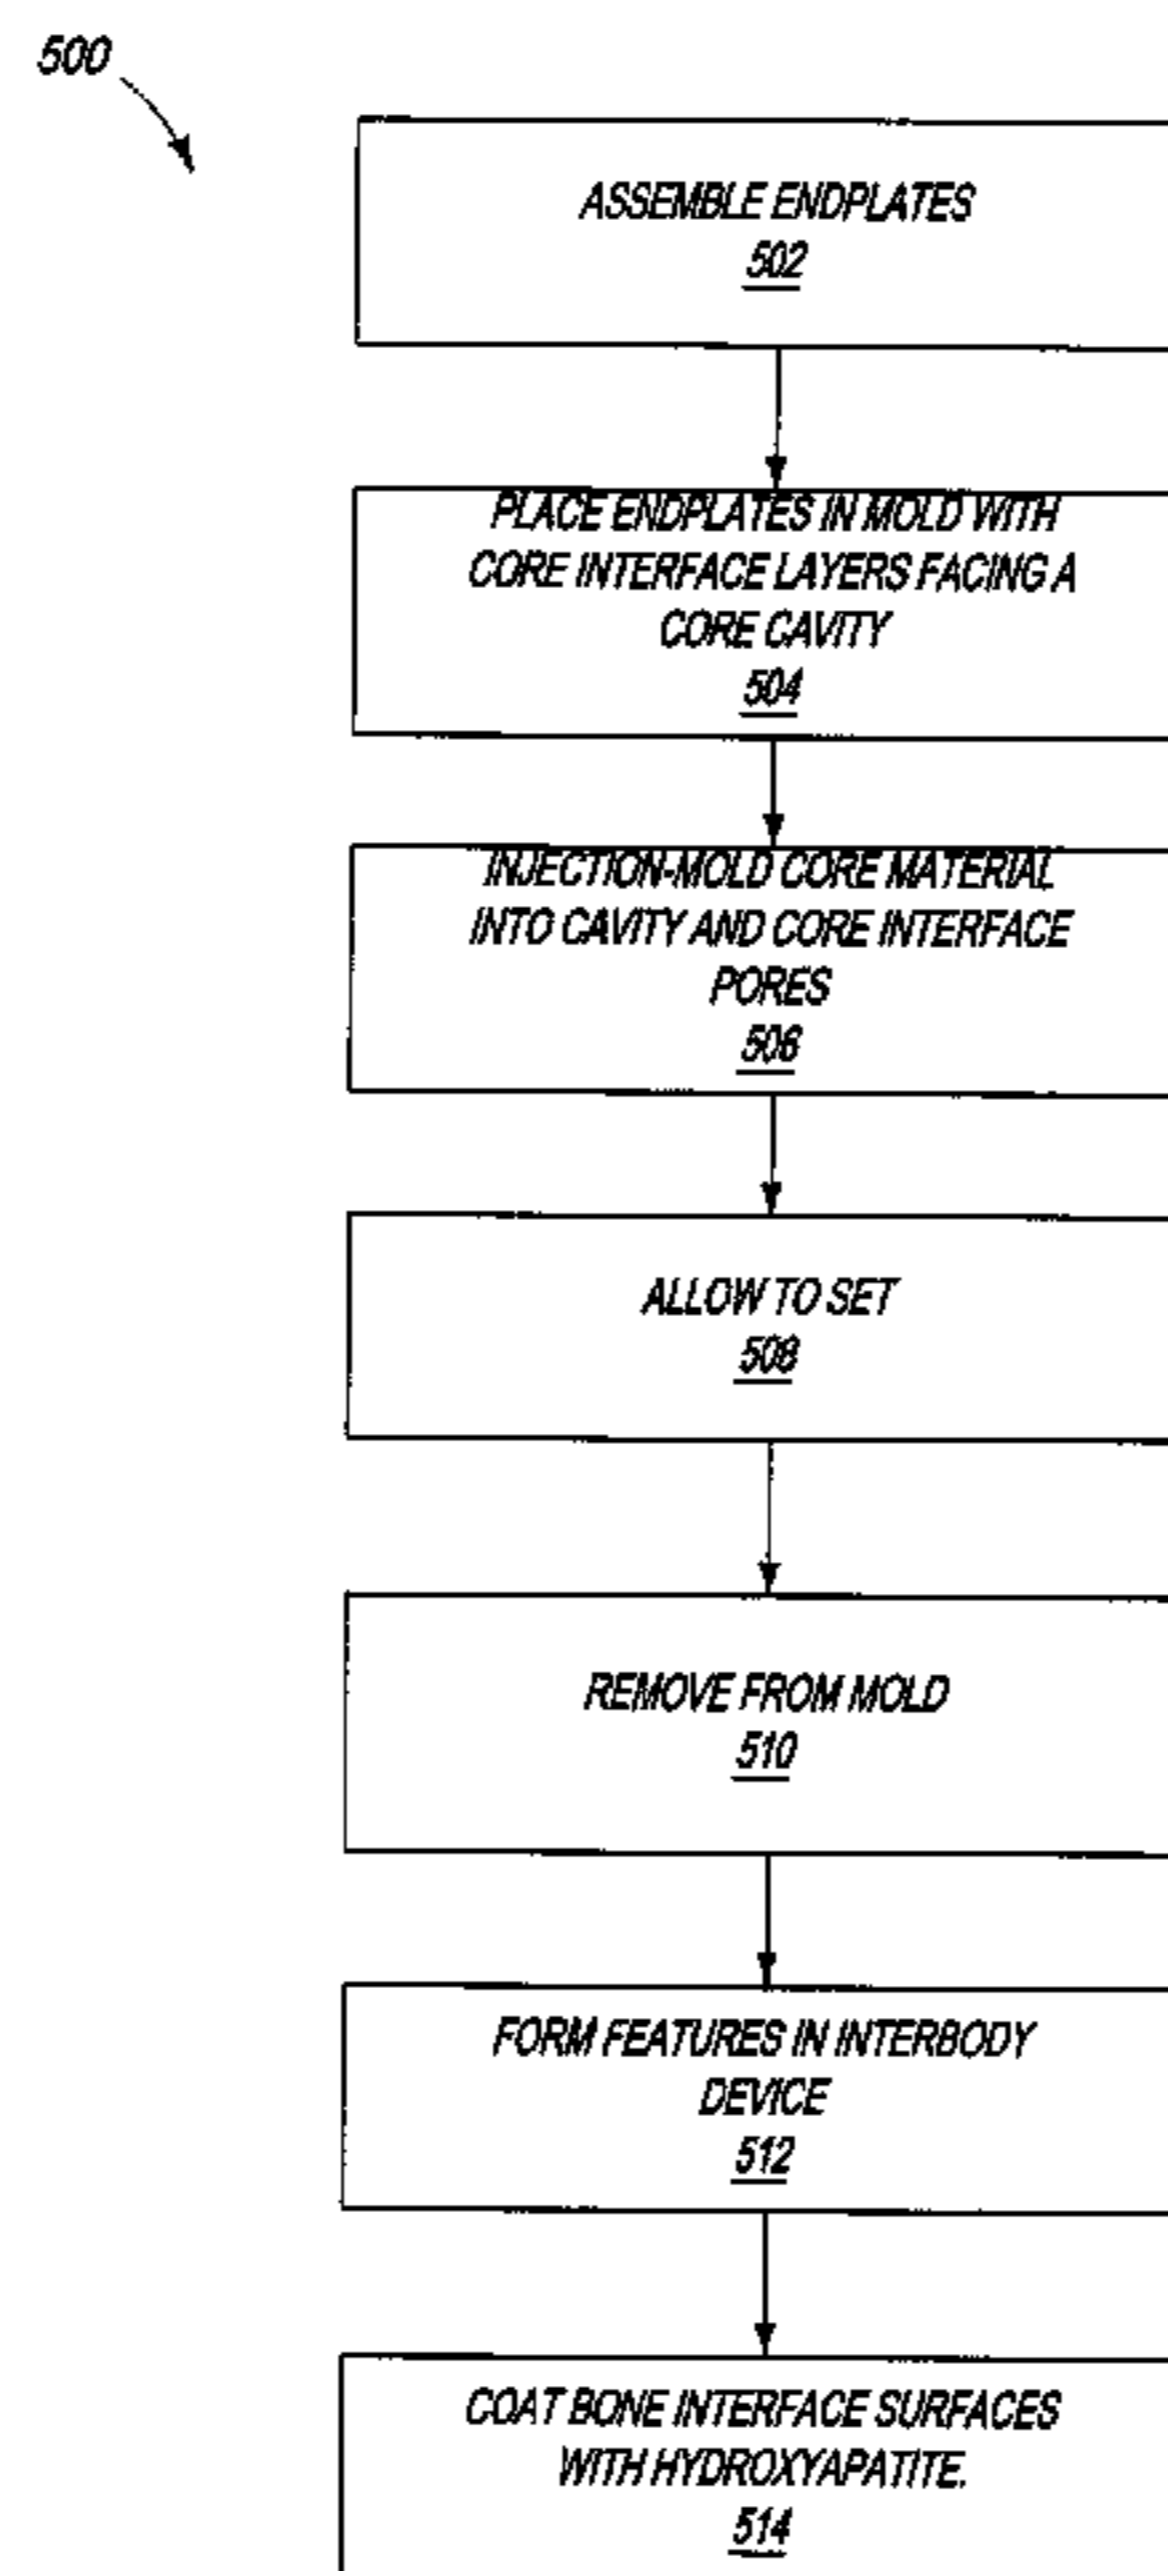 500
ASSEMBLE ENDPLATES
502
PLACE ENDPLATES IN MOLD WITH
CORE INTERFACE LAYERS FACING A
CORE CAVITY
504
INJECTION-MOLD CORE MATERIAL
INTO CAVITY AND CORE INTERFACE
PORES
506
ALLOW TO SET
508
REMOVE FROM MOLD
510
FORM FEATURES IN INTERBODY
DEVICE
512
COAT BONE INTERFACE SURFACES
WITH HYDROXYAPATITE.
514